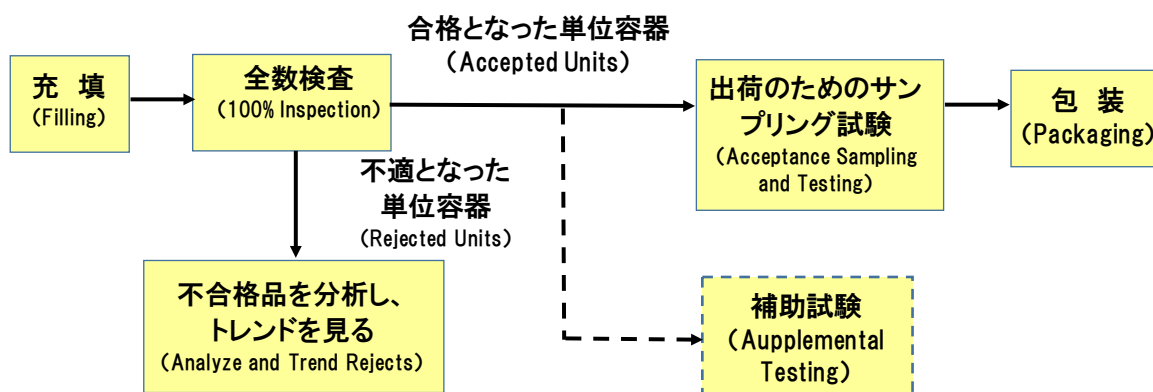 充　填
(Filling)
全数検査
(100% Inspection)
合格となった単位容器
(Accepted Units)
出荷のためのサン
プリング試験
(Acceptance Sampling
and Testing)
包　装
(Packaging)
不適となった
単位容器
(Rejected Units)
不合格品を分析し、
トレンドを見る
(Analyze and Trend Rejects)
補助試験
(Aupplemental
Testing)